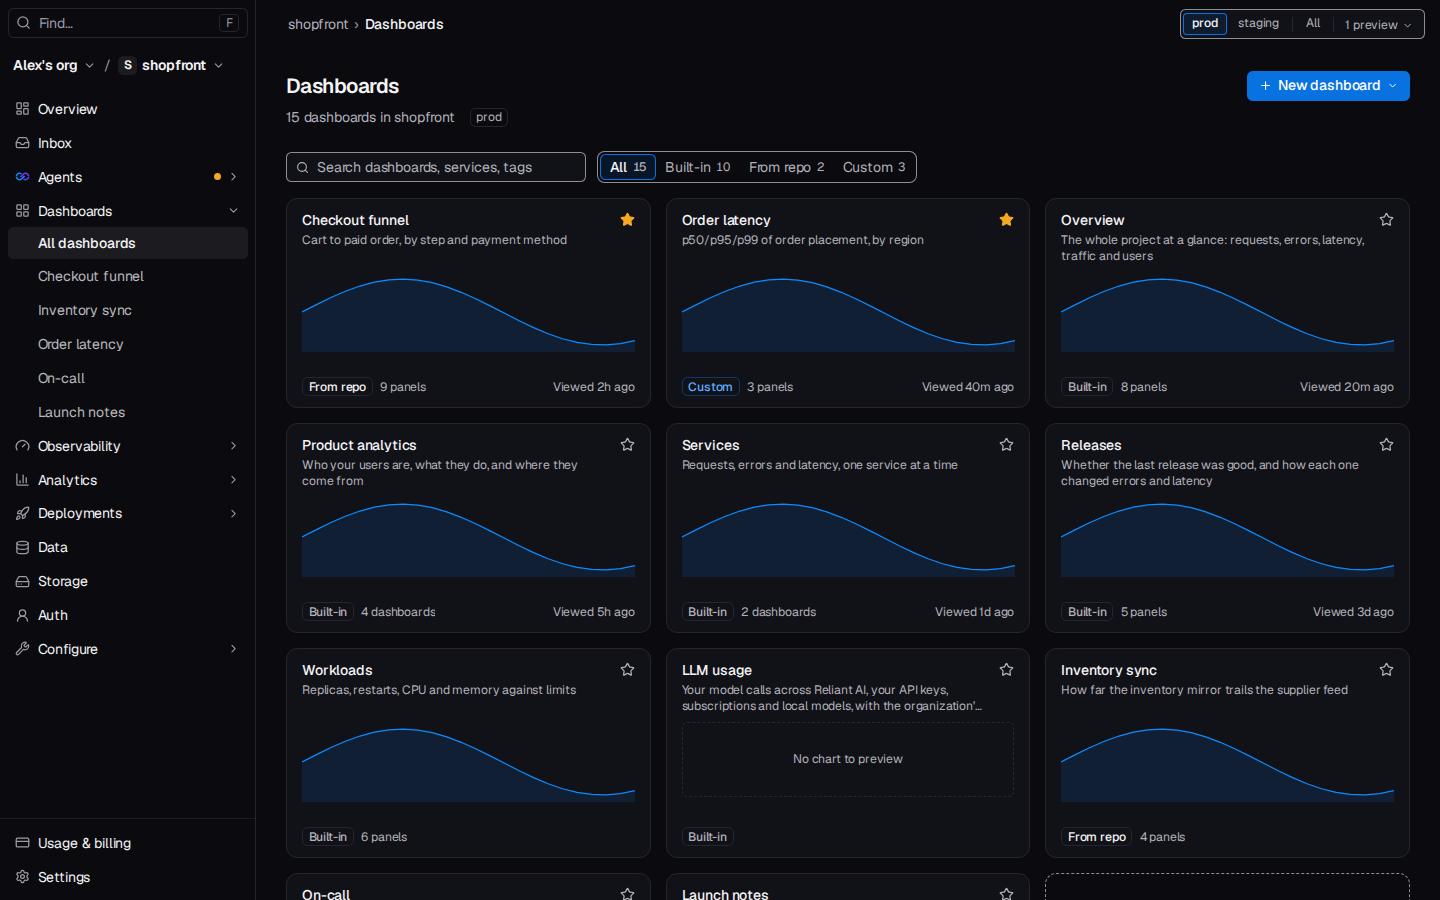 Find...
F
Alex's org
/
S
shopfront
Overview
Inbox
Agents
Dashboards
All dashboards
Checkout funnel
Inventory sync
Order latency
On-call
Launch notes
Observability
Analytics
Deployments
Data
Storage
Auth
Configure
Usage & billing
Settings
shopfront › Dashboards
prod
staging
All
1 preview
Dashboards
New dashboard
15 dashboards in shopfront
prod
Search dashboards, services, tags
All 15
Built-in 10
From repo 2
Custom 3
Checkout funnel
Cart to paid order, by step and payment method
From repo
9 panels
Viewed 2h ago
Order latency
p50/p95/p99 of order placement, by region
Custom
3 panels
Viewed 40m ago
Overview
The whole project at a glance: requests, errors, latency,
traffic and users
Built-in
8 panels
Viewed 20m ago
Product analytics
Who your users are, what they do, and where they
come from
Built-in
4 dashboards
Viewed 5h ago
Services
Requests, errors and latency, one service at a time
Built-in
2 dashboards
Viewed 1d ago
Releases
Whether the last release was good, and how each one
changed errors and latency
Built-in
5 panels
Viewed 3d ago
Workloads
Replicas, restarts, CPU and memory against limits
Built-in
6 panels
LLM usage
Your model calls across Reliant AI, your API keys,
subscriptions and local models, with the organization'...
No chart to preview
Built-in
Inventory sync
How far the inventory mirror trails the supplier feed
From repo
4 panels
On-call
Launch notes